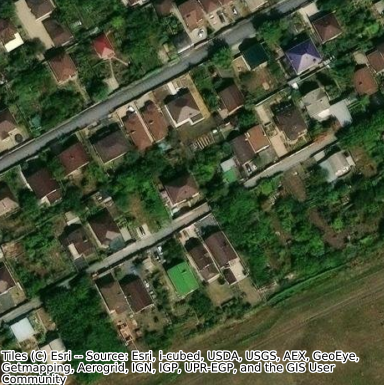 Tiles (C) Esri -- Source: Esri, i-cubed, USDA, USGS, AEX, GeoEye,
Getmapping, Aerogrid, IGN, IGP, UPR-EGP, and the GIS User
Community